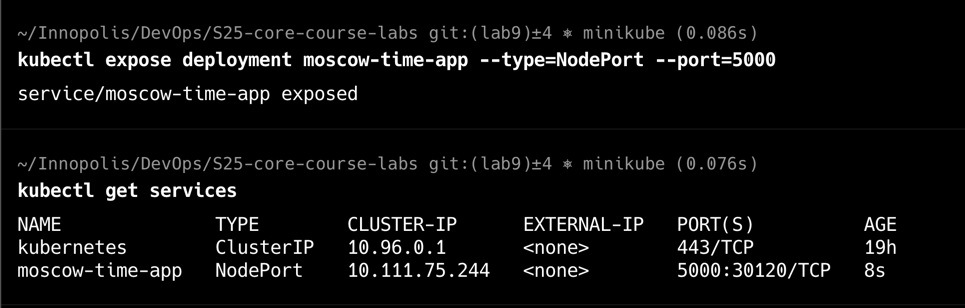 ~/Innopolis/DevOps/S25-core-course-labs git:(lab9)±4 ⎈ minikube (0.086s)
kubectl expose deployment moscow-time-app --type=NodePort --port=5000
service/moscow-time-app exposed
~/Innopolis/DevOps/S25-core-course-labs git:(lab9)±4 ⎈ minikube (0.076s)
kubectl get services
NAME TYPE CLUSTER-IP EXTERNAL-IP PORT(S) AGE
kubernetes ClusterIP 10.96.0.1 <none> 443/TCP 19h
moscow-time-app NodePort 10.111.75.244 <none> 5000:30120/TCP 8s